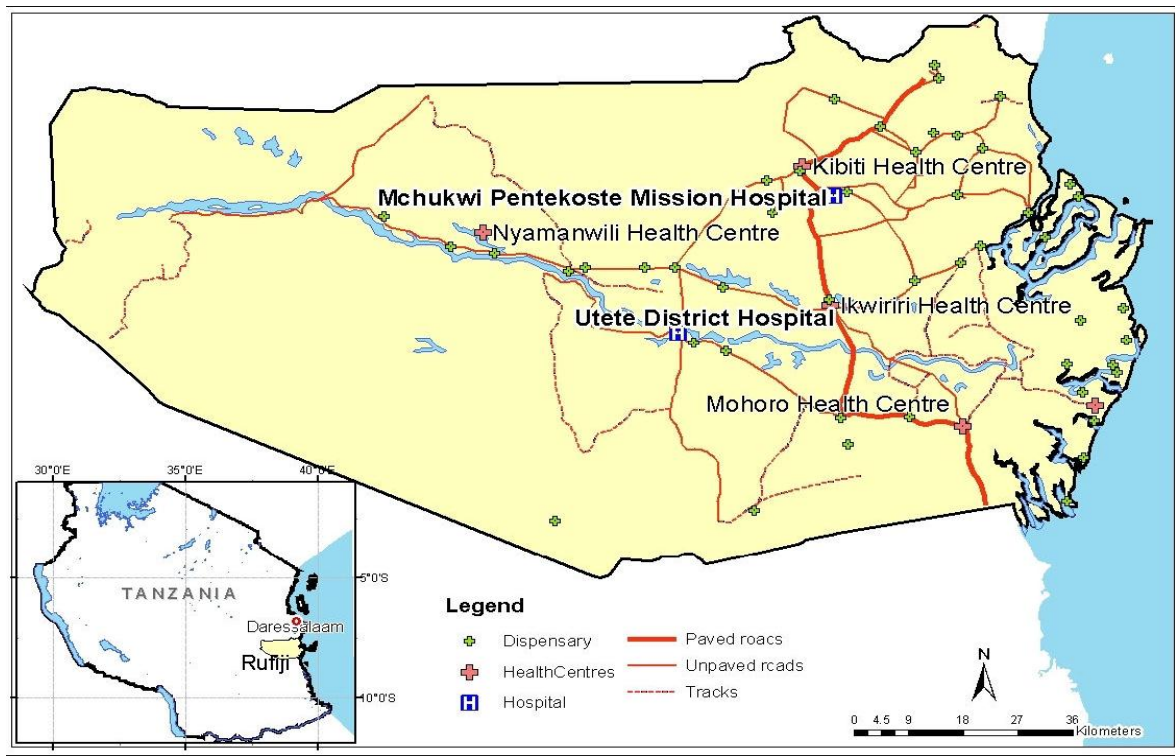 Kibiti Health Centre
Mchukwi Pentekoste Mission Hospital
H
Nyamanwili Health Centre
Ikwiriri Health Centre
Utete District Hospital
H
Mohoro Health Centre
30°0'E 35°0'E 40°0'E
5°0'S
TANZANIA
Daressalaam
Rufiji
10°0'S
Legend
Dispensary
HealthCentres
H Hospital
Paved roacs
Unpaved rcads
Tracks
N
0 4.5 9 18 27 36
Kilometers